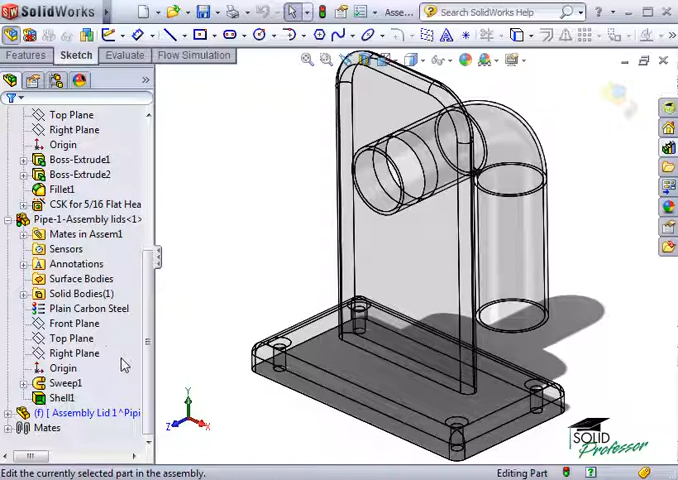 SolidWorks
Asse...
Search SolidWorks Help
?
Features
Sketch
Evaluate
Flow Simulation
Top Plane
Right Plane
Origin
Boss-Extrude1
Boss-Extrude2
Fillet1
CSK for 5/16 Flat Hea
Pipe-1-Assembly lids<1>
Mates in Assem1
Sensors
Annotations
Surface Bodies
Solid Bodies(1)
Plain Carbon Steel
Front Plane
Top Plane
Right Plane
Origin
Sweep1
Shell1
(f) [ Assembly Lid 1^Pipi
Mates
Y
Z
X
SOLID
Professor
Edit the currently selected part in the assembly.
Editing Part
?